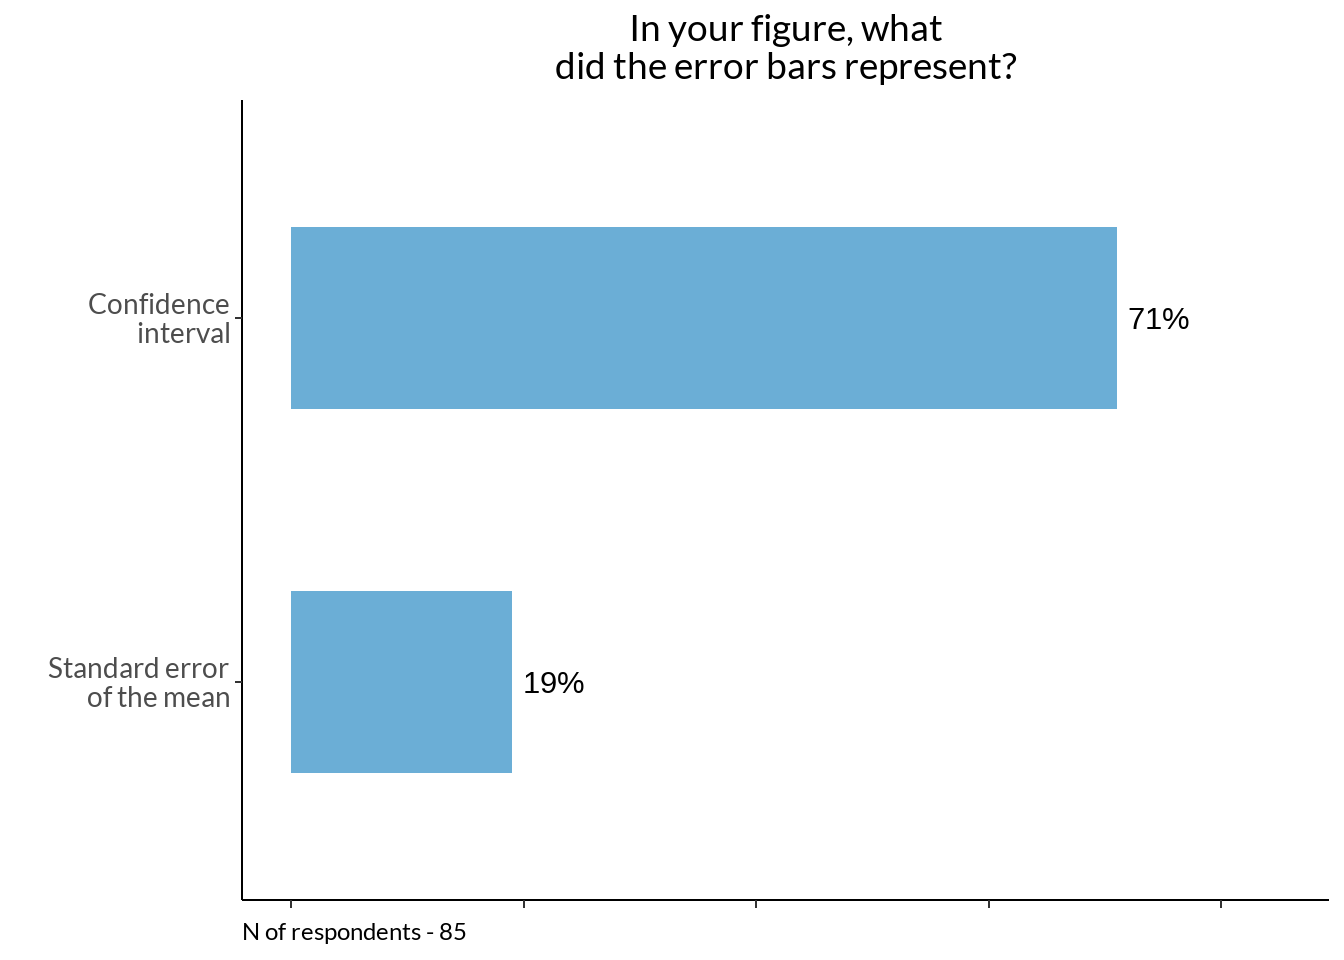 In your figure, what
did the error bars represent?
Confidence
interval
71%
Standard error
of the mean
19%
N of respondents - 85